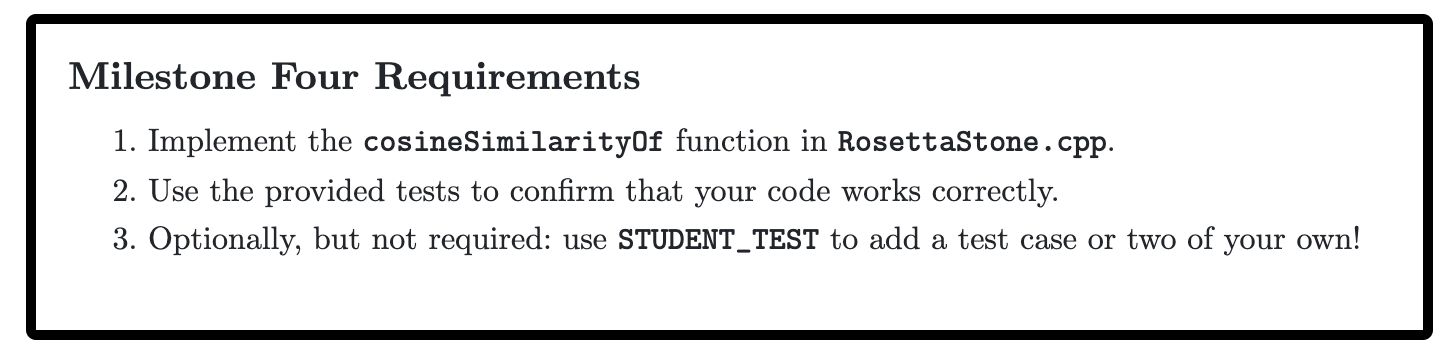 Milestone Four Requirements
1. Implement the cosineSimilarityOf function in RosettaStone.cpp.
2. Use the provided tests to confirm that your code works correctly.
3. Optionally, but not required: use STUDENT_TEST to add a test case or two of your own!